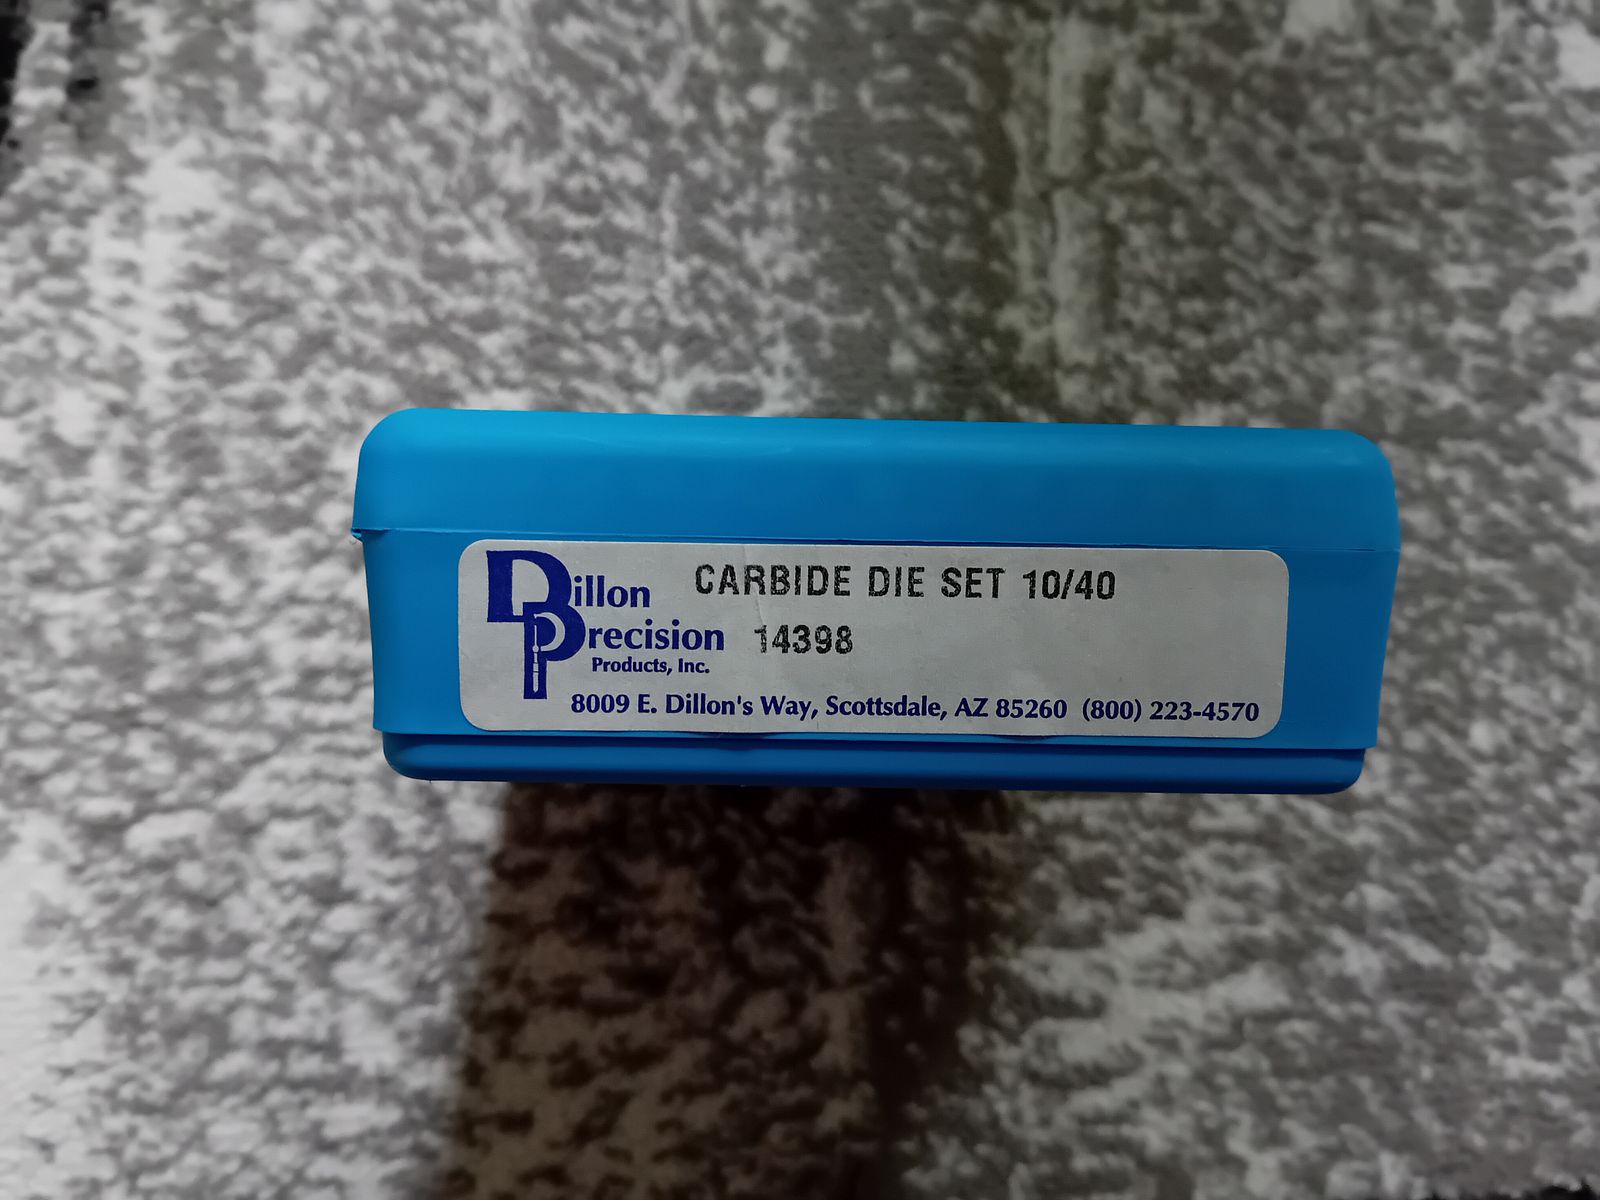 Dillon
Precision
Products, Inc.
CARBIDE DIE SET 10/40
14398
8009 E. Dillon's Way, Scottsdale, AZ 85260 (800) 223-4570